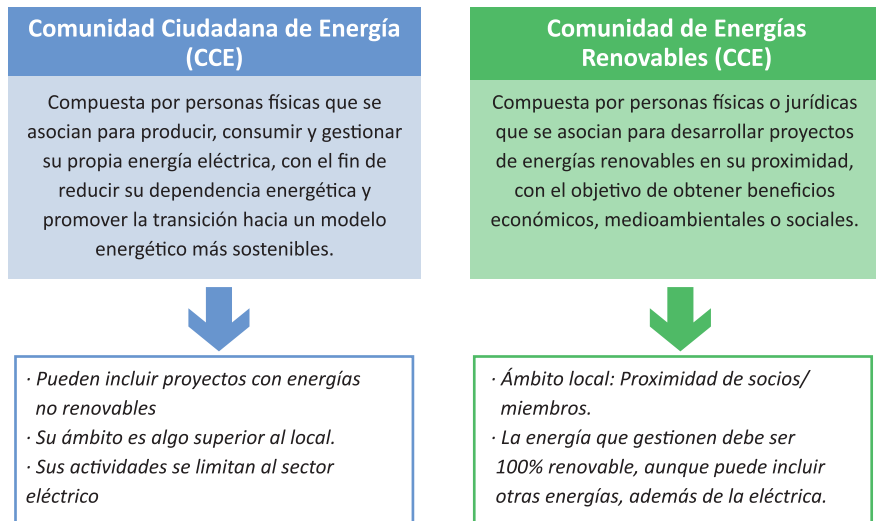 Comunidad Ciudadana de Energía
(CCE)
Compuesta por personas físicas que se
asocian para producir, consumir y gestionar
su propia energía eléctrica, con el fin de
reducir su dependencia energética y
promover la transición hacia un modelo
energético más sostenibles.
· Pueden incluir proyectos con energías
no renovables
· Su ámbito es algo superior al local.
· Sus actividades se limitan al sector
eléctrico
Comunidad de Energías
Renovables (CCE)
Compuesta por personas físicas o jurídicas
que se asocian para desarrollar proyectos
de energías renovables en su proximidad,
con el objetivo de obtener beneficios
económicos, medioambientales o sociales.
· Ámbito local: Proximidad de socios/
miembros.
· La energía que gestionen debe ser
100% renovable, aunque puede incluir
otras energías, además de la eléctrica.